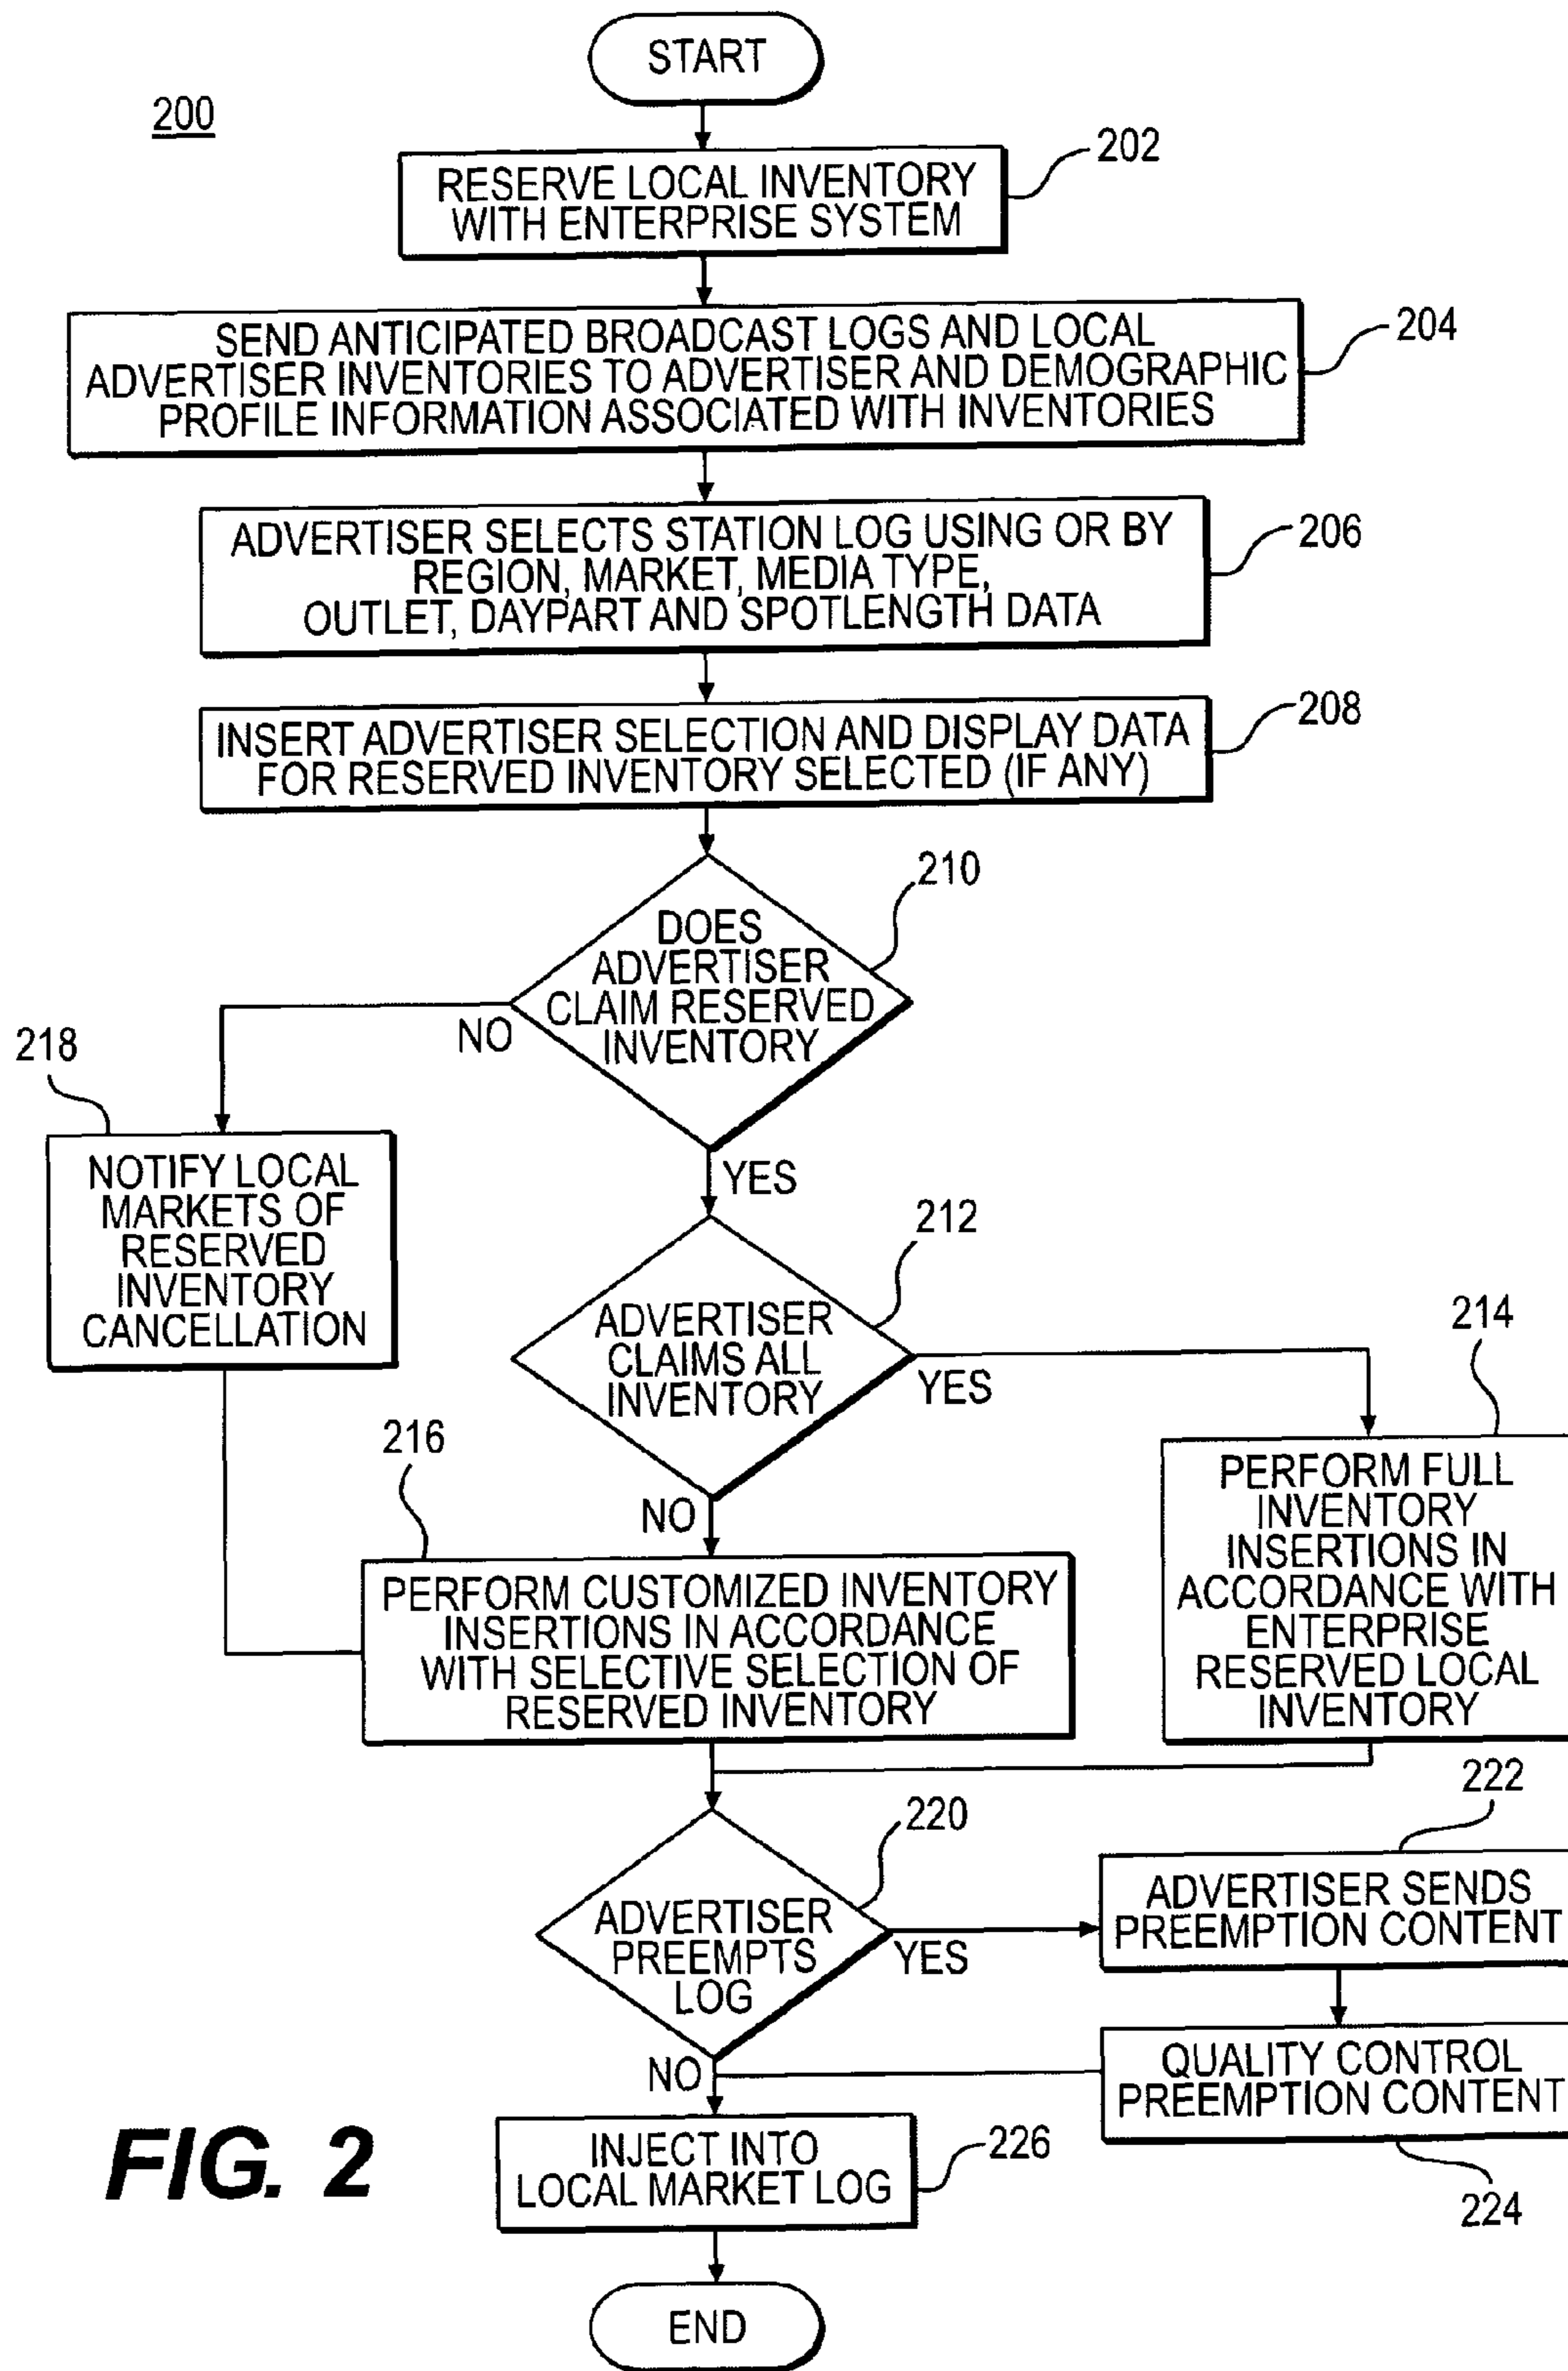 START
200
202
RESERVE LOCAL INVENTORY
WITH ENTERPRISE SYSTEM
204
SEND ANTICIPATED BROADCAST LOGS AND LOCAL
ADVERTISER INVENTORIES TO ADVERTISER AND DEMOGRAPHIC
PROFILE INFORMATION ASSOCIATED WITH INVENTORIES
206
ADVERTISER SELECTS STATION LOG USING OR BY
REGION, MARKET, MEDIA TYPE,
OUTLET, DAYPART AND SPOTLENGTH DATA
208
INSERT ADVERTISER SELECTION AND DISPLAY DATA
FOR RESERVED INVENTORY SELECTED (IF ANY)
210
DOES
ADVERTISER
CLAIM RESERVED
INVENTORY
NO
YES
218
NOTIFY LOCAL
MARKETS OF
RESERVED
INVENTORY
CANCELLATION
212
ADVERTISER
CLAIMS ALL
INVENTORY
YES
NO
214
PERFORM FULL
INVENTORY
INSERTIONS IN
ACCORDANCE WITH
ENTERPRISE
RESERVED LOCAL
INVENTORY
216
PERFORM CUSTOMIZED INVENTORY
INSERTIONS IN ACCORDANCE
WITH SELECTIVE SELECTION OF
RESERVED INVENTORY
220
ADVERTISER
PREEMPTS
LOG
YES
NO
222
ADVERTISER SENDS
PREEMPTION CONTENT
QUALITY CONTROL
PREEMPTION CONTENT
224
INJECT INTO
LOCAL MARKET LOG
226
END
FIG. 2